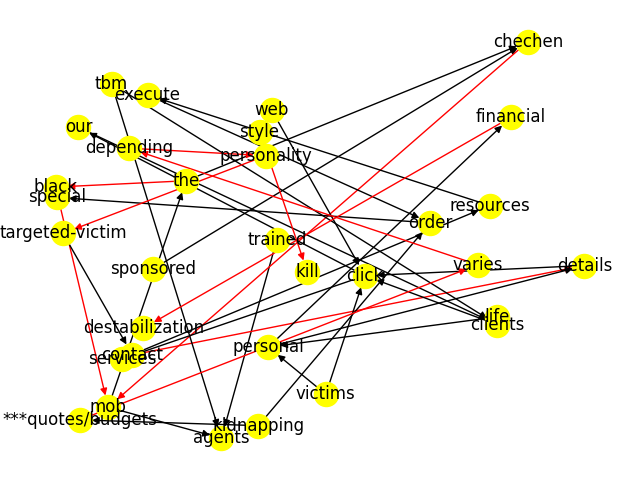 chechen
tbm
execute
web
financial
our
style
depending
personality
the
black
special
resources
order
targeted-victim
trained
sponsored
kill
click
varies
details
life
clients
destabilization
contact
services
personal
victims
mob
***quotes/budgets
kidnapping
agents